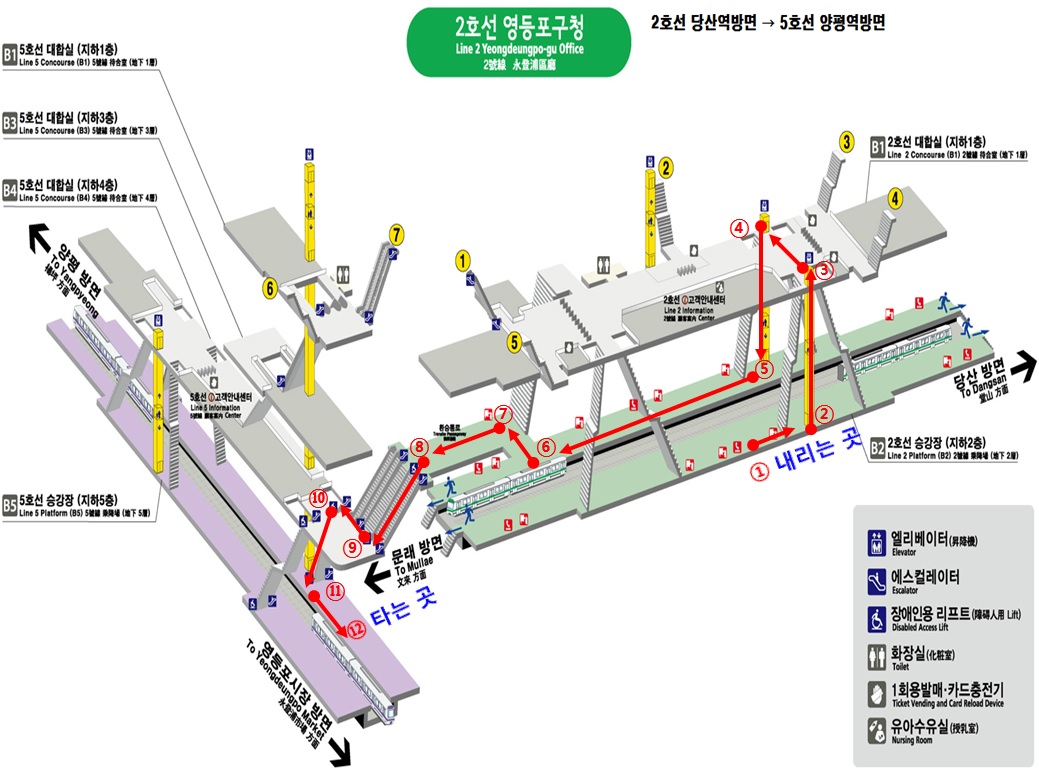 2호선 영등포구청
Line 2 Yeongdeungpo-gu Office
2號線 永登浦區廳
2호선 당산역방면 → 5호선 양평역방면
B1 5호선 대합실 (지하1층)
Line 5 Concourse (B1) 5號線 待合室 (地下 1層)
B3 5호선 대합실 (지하3층)
Line 5 Concourse (B3) 5號線 待合室 (地下 3層)
B4 5호선 대합실 (지하4층)
Line 5 Concourse (B4) 5號線 待合室 (地下 4層)
B1 2호선 대합실 (지하1층)
Line 2 Concourse (B1) 2號線 待合室 (地下 1層)
1
2
3
4
5
6
7
양평 방면
To Yangpyeong
楊坪 方面
2호선 고객안내센터
Line 2 Information
2號線 顧客案內 Center
5호선 고객안내센터
Line 5 Information
5號線 顧客案內 Center
당산 방면
To Dangsan
堂山 方面
환승통로
Transfer Passageway
B2 2호선 승강장 (지하2층)
Line 2 Platform (B2) 2號線 乘降場 (地下 2層)
B5 5호선 승강장 (지하5층)
Line 5 Platform (B5) 5號線 乘降場 (地下 5層)
① 내리는 곳
②
③
④
⑤
⑥
⑦
⑧
⑨
⑩
⑪
⑫
타는 곳
문래 방면
To Mullae
文來 方面
영등포시장 방면
To Yeongdeungpo Market
永登浦市場 方面
엘리베이터(昇降機)
Elevator
에스컬레이터
Escalator
장애인용 리프트(障碍人用 Lift)
Disabled Access Lift
화장실(化粧室)
Toilet
1회용발매·카드충전기
Ticket Vending and Card Reload Device
유아수유실(授乳室)
Nursing Room